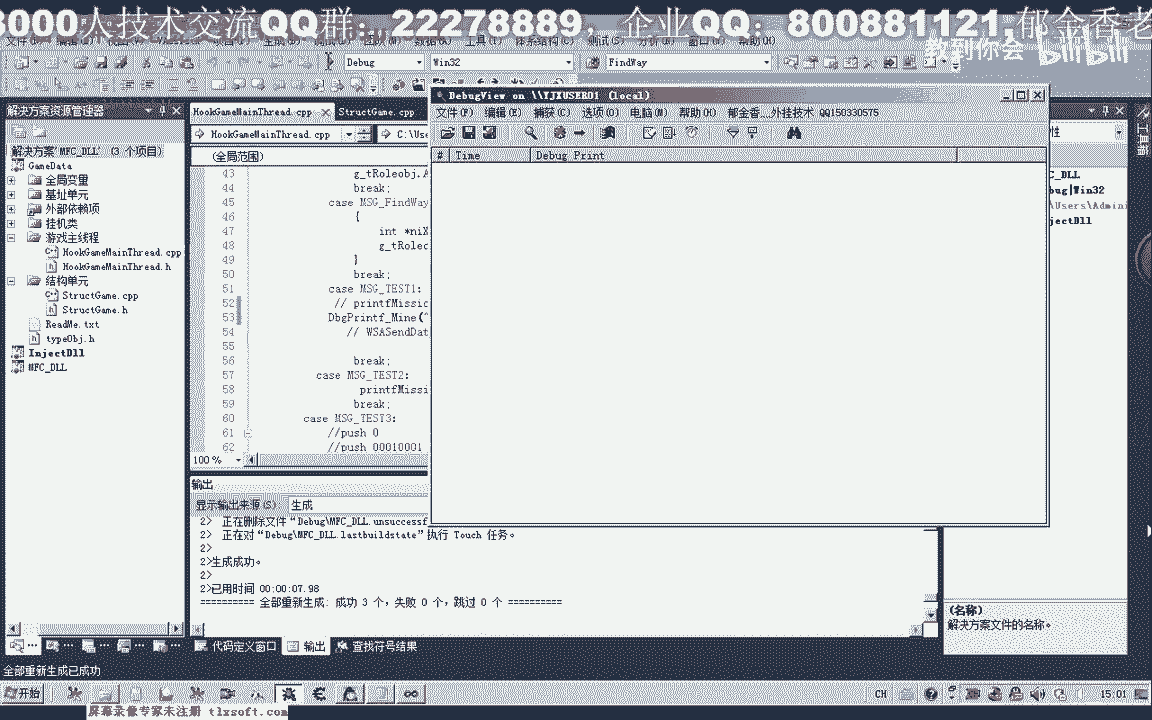 3000人技术交流QQ群：22278889，企业QQ：800881121,郁金香老
教到你会 bilibili
Debug Win32 FindWay
解决方案资源管理器
解决方案'MFC_DLL' (3 个项目)
GameData
全局变量
基址单元
外部依赖项
挂机类
游戏主线程
HookGameMainThread.cpp
HookGameMainThread.h
结构单元
StructGame.cpp
StructGame.h
ReadMe.txt
typeObj.h
InjectDll
MFC_DLL
HookGameMainThread.cpp StructGame.cpp
HookGameMainThread.cpp C:\Use
(全局范围)
43 g_tRoleobj.A
44 break;
45 case MSG_FindWay
46 {
47 int *niX
48 g_tRolec
49 }
50 break;
51 case MSG_TEST1:
52 // printfMissic
53 DbgPrintf_Mine("
54 // WSASendDat
55
56 break;
57 case MSG_TEST2:
58 printfMissi
59 break;
60 case MSG_TEST3:
61 //push 0
62 //push 00010001
100 %
DebugView on \\YJXUSER01 (local)
文件(F) 编辑(E) 捕获(C) 选项(O) 电脑(M) 帮助(H) 郁金香....外挂技术 QQ150330575
# Time Debug Print
输出
显示输出来源(S): 生成
2> 正在删除文件“Debug\MFC_DLL.unsuccessf
2> 正在对“Debug\MFC_DLL.lastbuildstate”执行 Touch 任务。
2>
2>生成成功。
2>
2>已用时间 00:00:07.98
========== 全部重新生成: 成功 3 个，失败 0 个，跳过 0 个 ==========
代码定义窗口 输出 查找符号结果
性
C_DLL
bug|Win32
\Users\Admin
jectDll
(名称)
解决方案文件的名称。
工具箱
全部重新生成已成功
开始 CH 15:01
屏幕录像专家未注册 tlxsoft.com